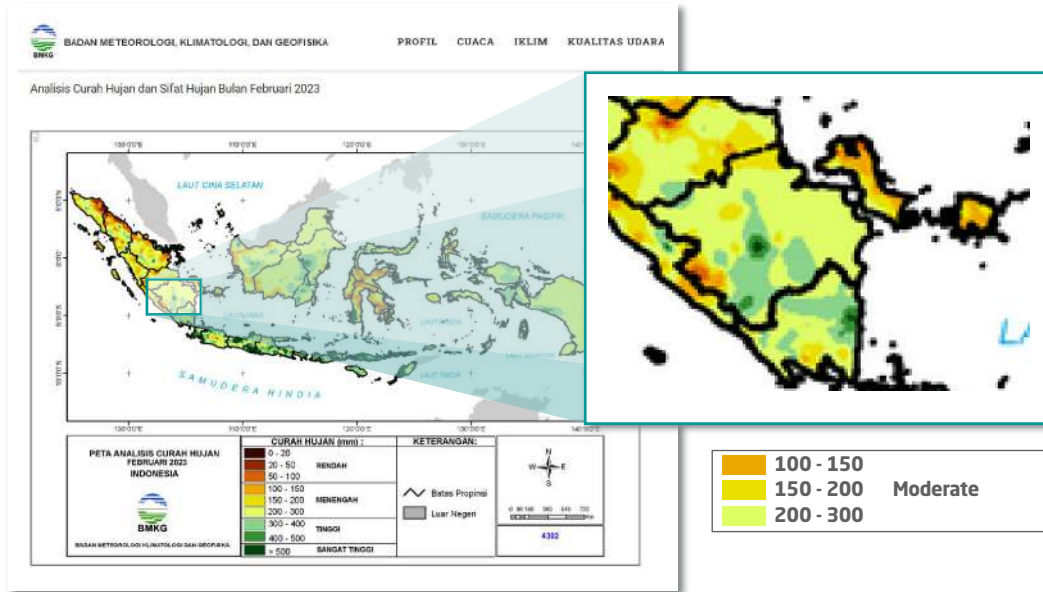 BADAN METEOROLOGI, KLIMATOLOGI, DAN GEOFISIKA
PROFIL CUACA IKLIM KUALITAS UDARA
BMKG
Analisis Curah Hujan dan Sifat Hujan Bulan Februari 2023
LAUT CINA SELATAN
SAMUDERA PASIFIK
SAMUDERA HINDIA
PETA ANALISIS CURAH HUJAN
FEBRUARI 2023
INDONESIA
BMKG
BADAN METEOROLOGI KLIMATOLOGI DAN GEOFISIKA
CURAH HUJAN (mm) :
0 - 20
20 - 50 RENDAH
50 - 100
100 - 150
150 - 200 MENENGAH
200 - 300
300 - 400 TINGGI
400 - 500
> 500 SANGAT TINGGI
KETERANGAN:
Batas Propinsi
Luar Negeri
N
W E
S
4302
100 - 150
150 - 200 Moderate
200 - 300